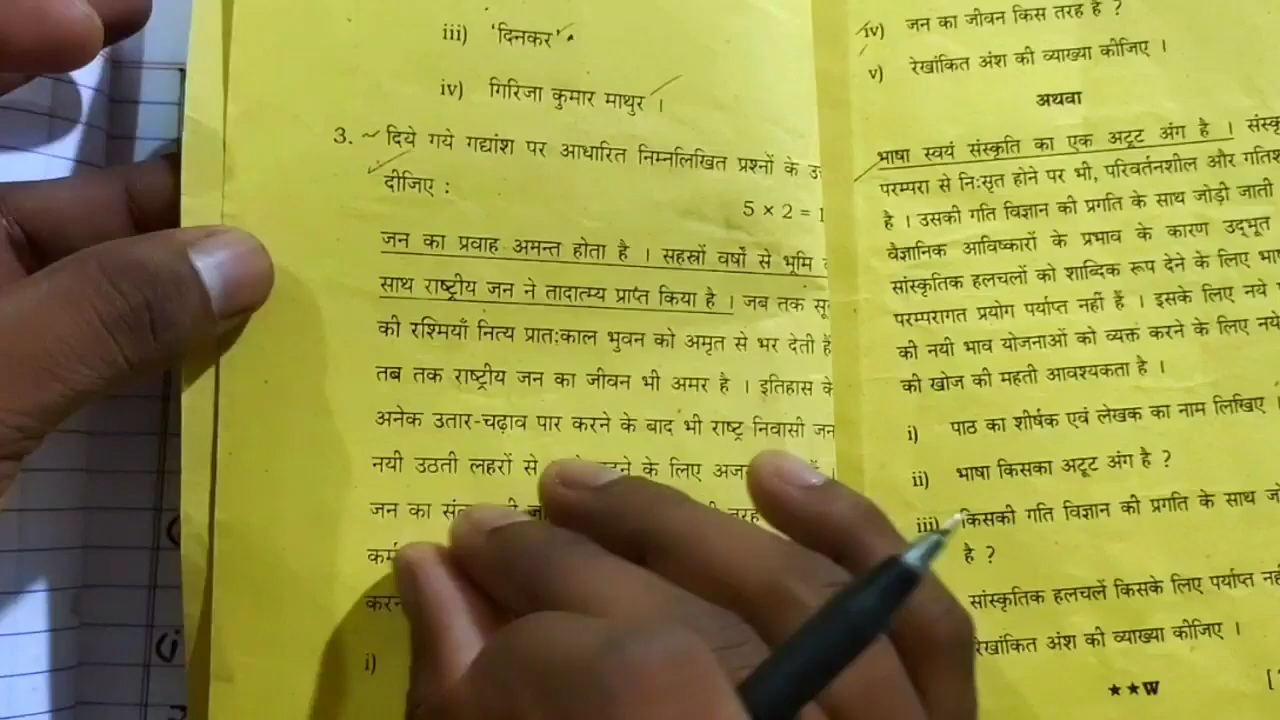 iii) 'दिनकर'
iv) गिरिजा कुमार माथुर ।
3. दिये गये गद्यांश पर आधारित निम्नलिखित प्रश्नों के
दीजिए :
5 × 2 = 1
जन का प्रवाह अमन्त होता है । सहस्रों वर्षों से भूमि
साथ राष्ट्रीय जन ने तादात्म्य प्राप्त किया है । जब तक
की रश्मियाँ नित्य प्रातःकाल भुवन को अमृत से भर देती हैं
तब तक राष्ट्रीय जन का जीवन भी अमर है । इतिहास के
अनेक उतार-चढ़ाव पार करने के बाद भी राष्ट्र निवासी जन
नयी उठती लहरों से के लिए
जन का तरह
i)
iv) जन का जीवन किस तरह है ?
v) रेखांकित अंश की व्याख्या कीजिए ।
अथवा
भाषा स्वयं संस्कृति का एक अटूट अंग है ।
परम्परा से निःसृत होने पर भी, परिवर्तनशील और
है । उसकी गति विज्ञान की प्रगति के साथ जोड़ी जाती
वैज्ञानिक आविष्कारों के प्रभाव के कारण उद्भूत
सांस्कृतिक हलचलों को शाब्दिक रूप देने के लिए
परम्परागत प्रयोग पर्याप्त नहीं हैं । इसके लिए नये
की नयी भाव योजनाओं को व्यक्त करने के लिए नये
की खोज की महती आवश्यकता है ।
i) पाठ का शीर्षक एवं लेखक का नाम लिखिए ।
ii) भाषा किसका अटूट अंग है ?
iii) किसकी गति विज्ञान की प्रगति के साथ
है ?
सांस्कृतिक हलचलें किसके लिए पर्याप्त
रेखांकित अंश की व्याख्या कीजिए ।
★★W